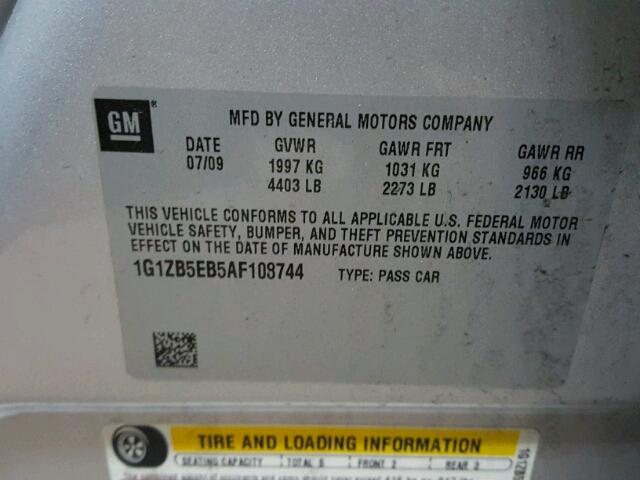 GM ®
MFD BY GENERAL MOTORS COMPANY
DATE GVWR GAWR FRT GAWR RR
07/09 1997 KG 1031 KG 966 KG
4403 LB 2273 LB 2130 LB
THIS VEHICLE CONFORMS TO ALL APPLICABLE U.S. FEDERAL MOTOR
VEHICLE SAFETY, BUMPER, AND THEFT PREVENTION STANDARDS IN
EFFECT ON THE DATE OF MANUFACTURE SHOWN ABOVE.
1G1ZB5EB5AF108744 TYPE: PASS CAR
TIRE AND LOADING INFORMATION
SEATING CAPACITY TOTAL 5 FRONT 2 REAR 3